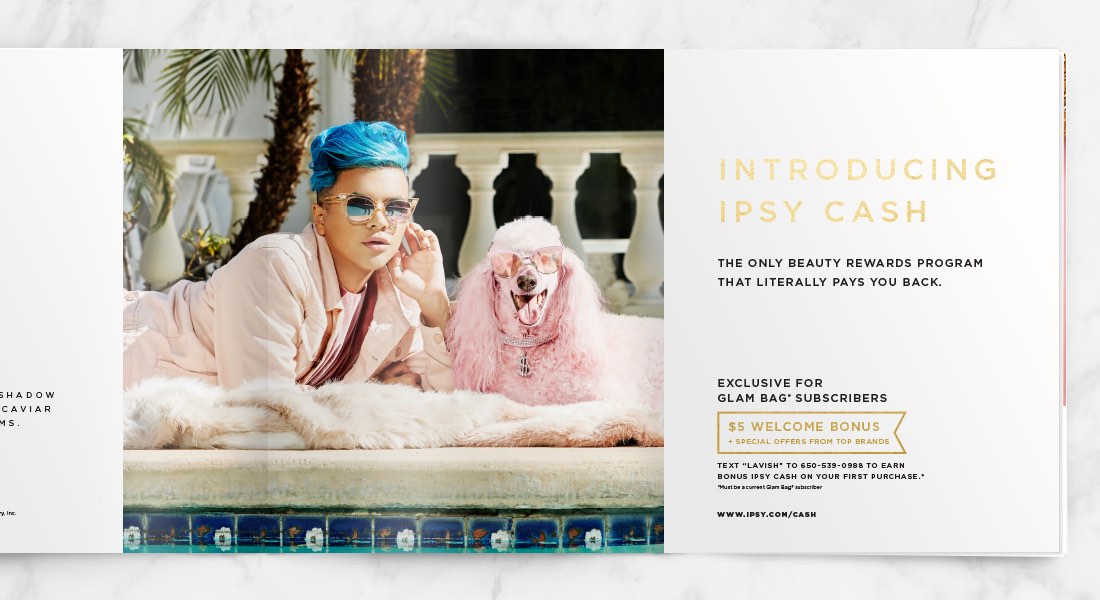 SHADOW
CAVIAR
MS.
y, Inc.
INTRODUCING
IPSY CASH
THE ONLY BEAUTY REWARDS PROGRAM
THAT LITERALLY PAYS YOU BACK.
EXCLUSIVE FOR
GLAM BAG* SUBSCRIBERS
$5 WELCOME BONUS
+ SPECIAL OFFERS FROM TOP BRANDS
TEXT "LAVISH" TO 650-539-0988 TO EARN
BONUS IPSY CASH ON YOUR FIRST PURCHASE.*
*Must be a current Glam Bag* subscriber
WWW.IPSY.COM/CASH